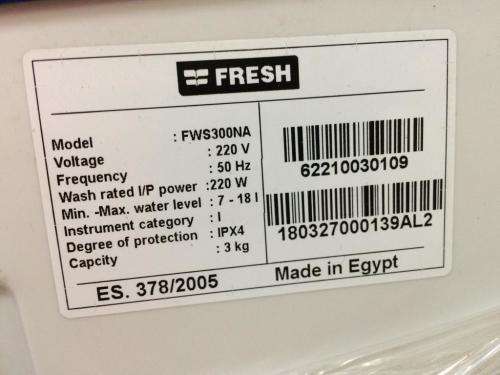 FRESH
Model : FWS300NA
Voltage : 220 V
Frequency : 50 Hz
Wash rated I/P power :220 W
Min. -Max. water level : 7 - 18 l
Instrument category : I
Degree of protection : IPX4
Capcity : 3 kg
62210030109
180327000139AL2
ES. 378/2005
Made in Egypt